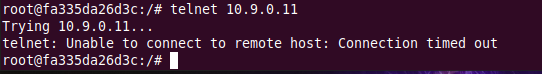 root@fa335da26d3c:/# telnet 10.9.0.11
Trying 10.9.0.11...
telnet: Unable to connect to remote host: Connection timed out
root@fa335da26d3c:/#